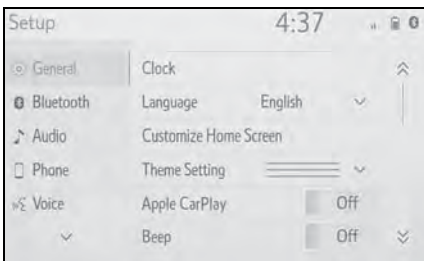 Setup 4:37
General Clock
Bluetooth Language English
Audio Customize Home Screen
Phone Theme Setting
Voice Apple CarPlay Off
Beep Off